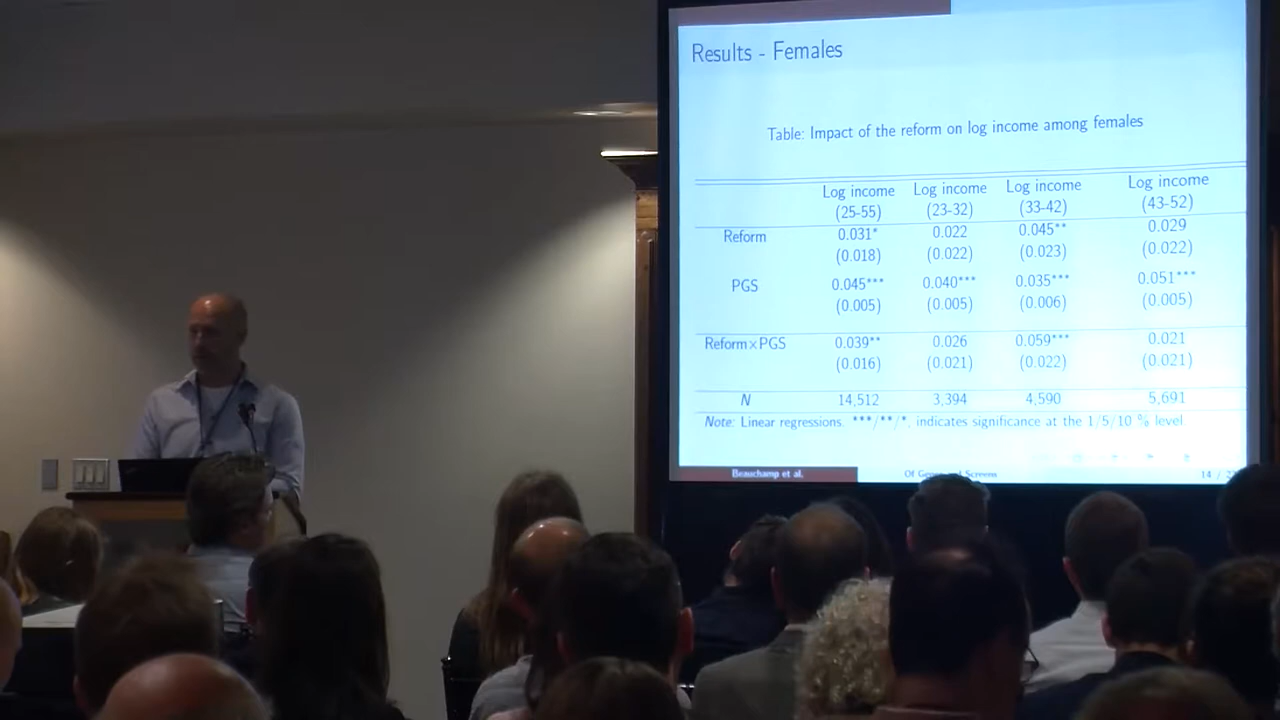 Results - Females
Table: Impact of the reform on log income among females
Log income Log income Log income Log income
(25-55) (23-32) (33-42) (43-52)
Reform 0.031* 0.022 0.045** 0.029
(0.018) (0.022) (0.023) (0.022)
PGS 0.045*** 0.040*** 0.035*** 0.051***
(0.005) (0.005) (0.006) (0.005)
Reform×PGS 0.039** 0.026 0.059*** 0.021
(0.016) (0.021) (0.022) (0.021)
N 14,512 3,394 4,590 5,691
Note: Linear regressions. ***/**/*, indicates significance at the 1/5/10 % level.
Beauchamp et al. Of Genes and Screens 14 /